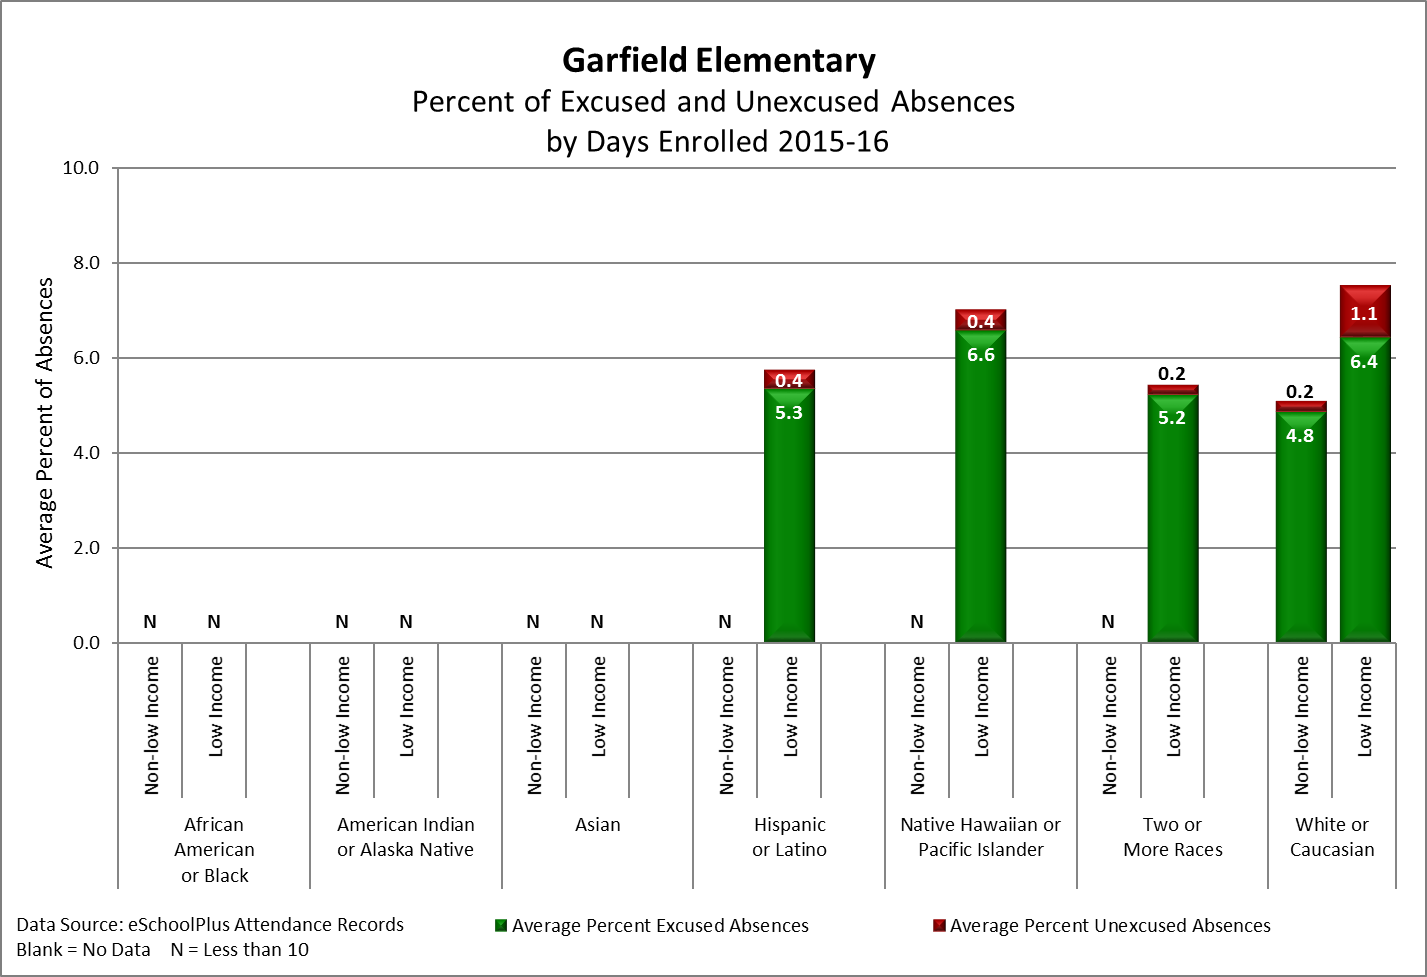 Garfield Elementary
Percent of Excused and Unexcused Absences
by Days Enrolled 2015-16
Average Percent of Absences
10.0
8.0
6.0
4.0
2.0
0.0
N N N N N N N N N
0.4
5.3
0.4
6.6
0.2
5.2
0.2
4.8
1.1
6.4
Non-low Income
Low Income
Non-low Income
Low Income
Non-low Income
Low Income
Non-low Income
Low Income
Non-low Income
Low Income
Non-low Income
Low Income
Non-low Income
Low Income
African
American
or Black
American Indian
or Alaska Native
Asian
Hispanic
or Latino
Native Hawaiian or
Pacific Islander
Two or
More Races
White or
Caucasian
Data Source: eSchoolPlus Attendance Records
Blank = No Data N = Less than 10
Average Percent Excused Absences
Average Percent Unexcused Absences